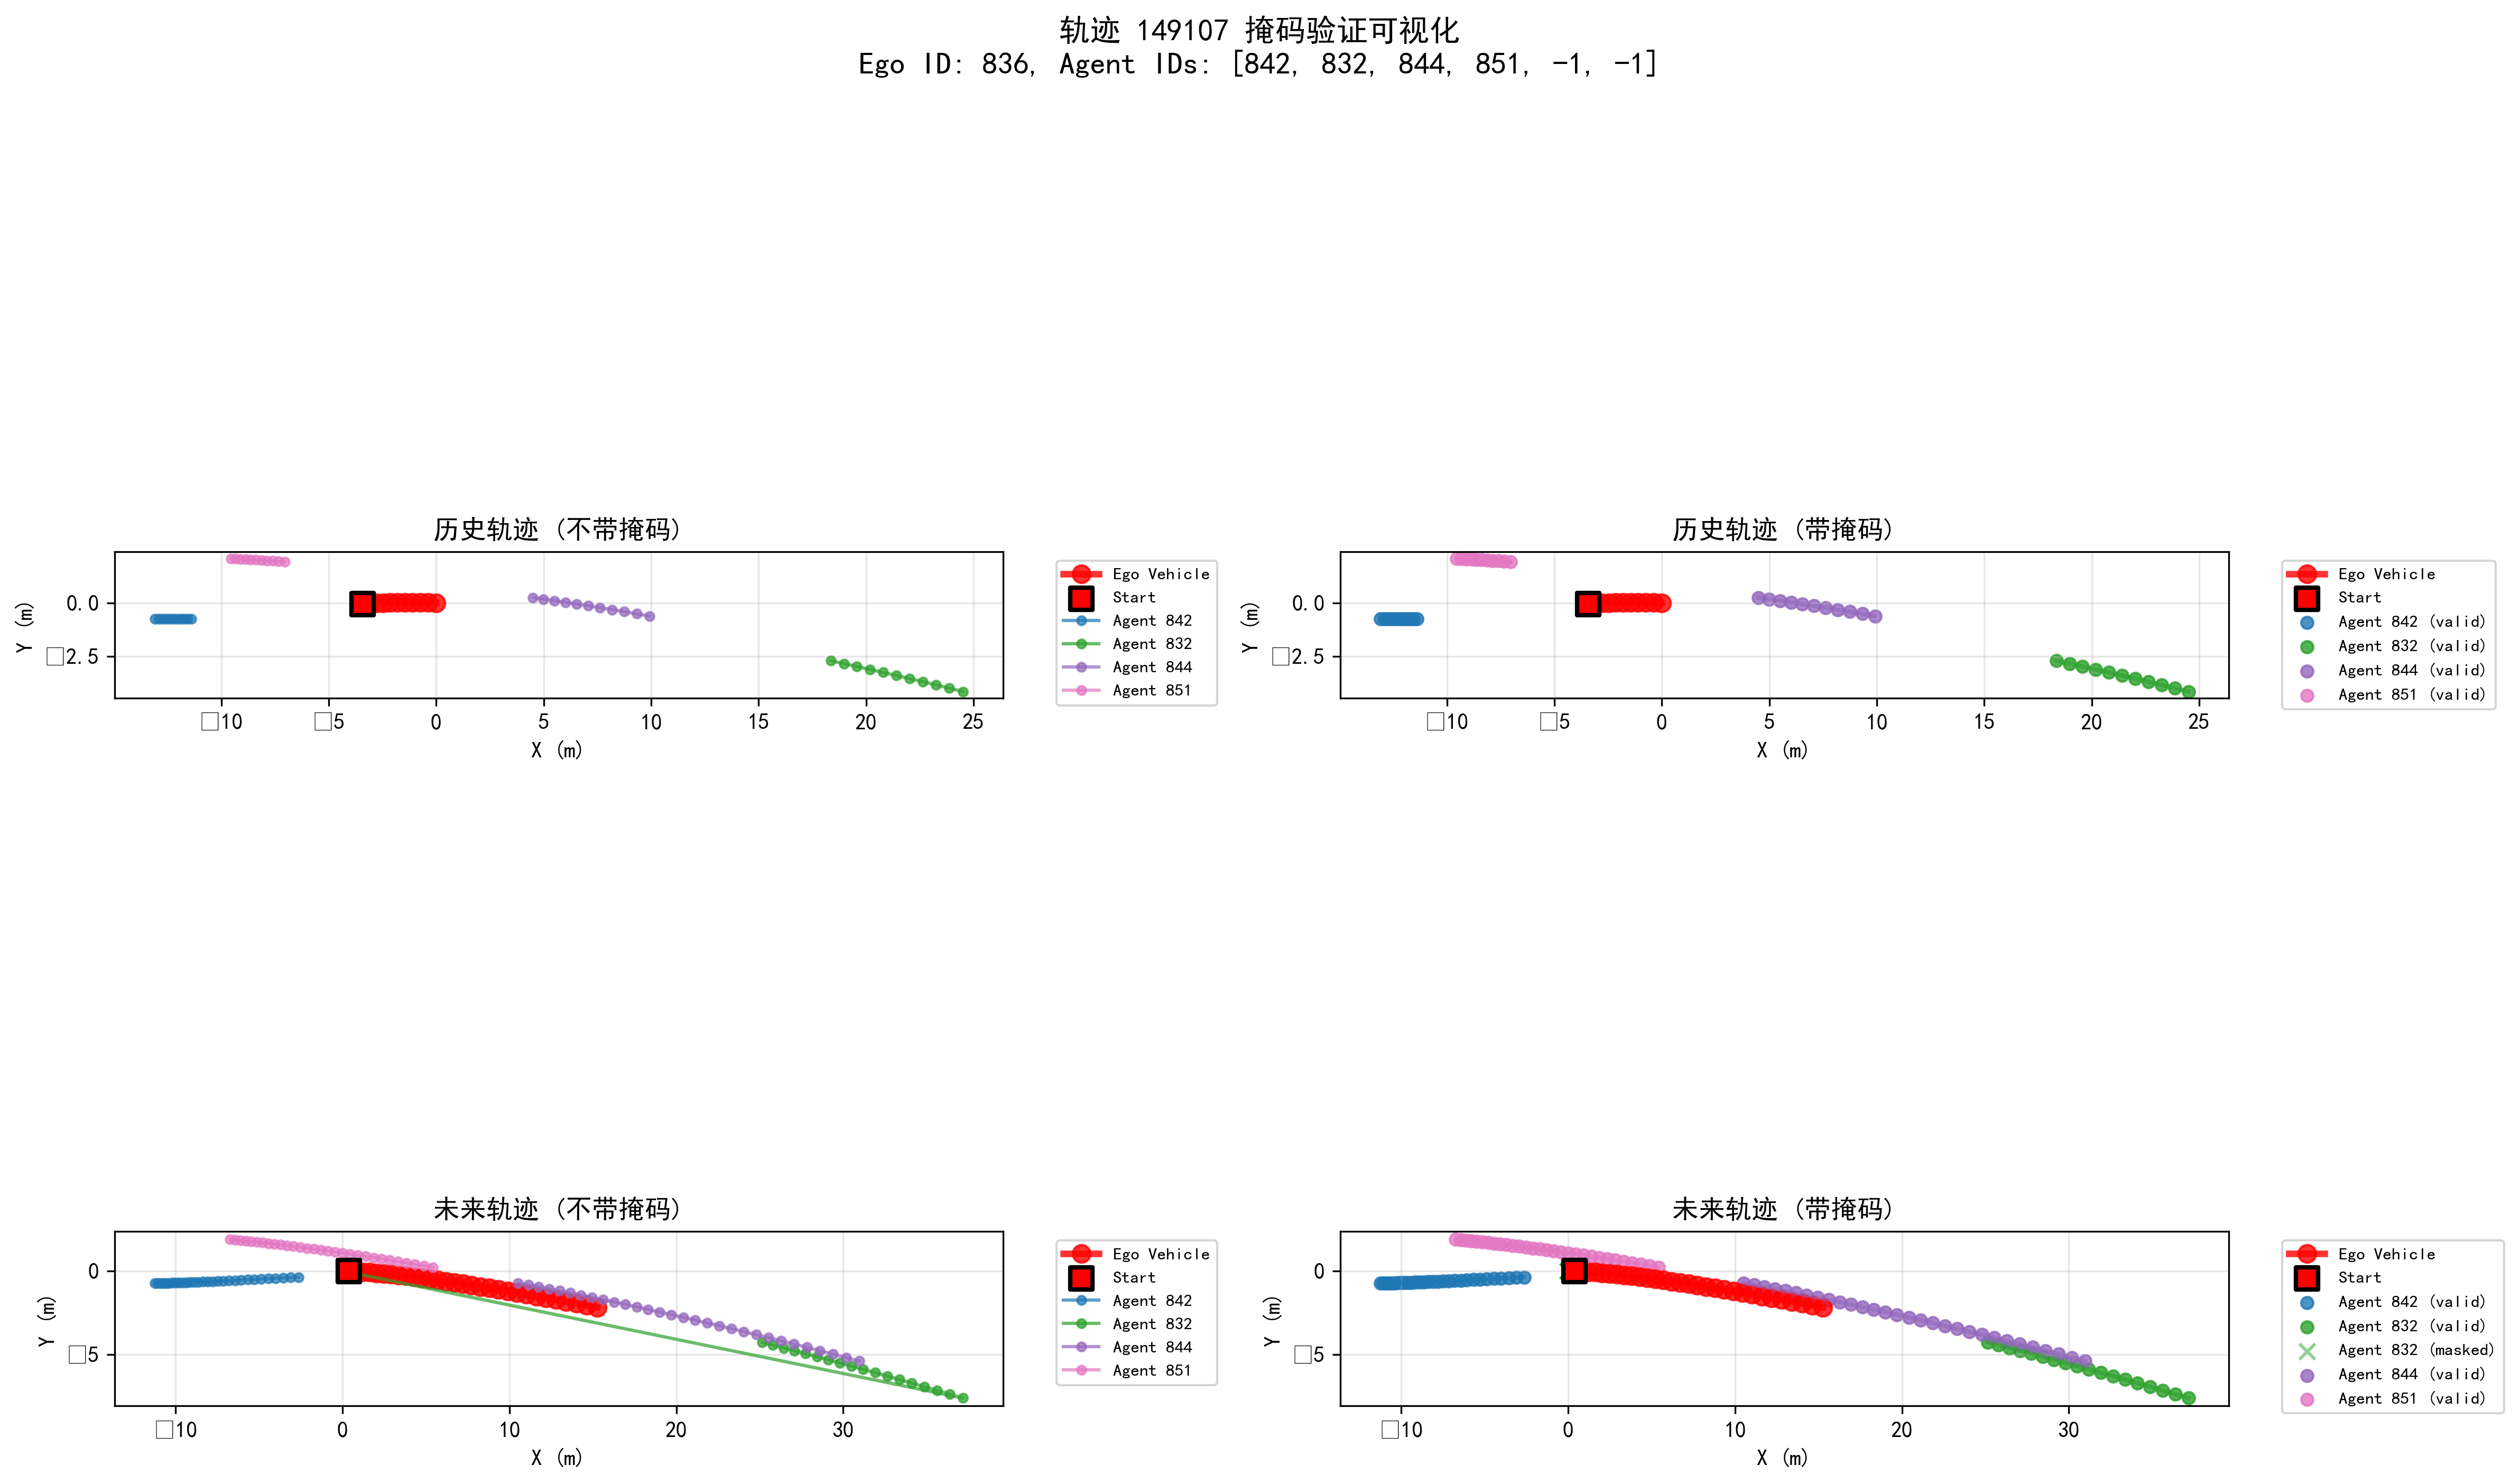 轨迹 149107 掩码验证可视化
Ego ID: 836, Agent IDs: [842, 832, 844, 851, -1, -1]
历史轨迹 (不带掩码)
Y (m)
0.0
□2.5
□10 □5 0 5 10 15 20 25
X (m)
Ego Vehicle
Start
Agent 842
Agent 832
Agent 844
Agent 851
历史轨迹 (带掩码)
Y (m)
0.0
□2.5
□10 □5 0 5 10 15 20 25
X (m)
Ego Vehicle
Start
Agent 842 (valid)
Agent 832 (valid)
Agent 844 (valid)
Agent 851 (valid)
未来轨迹 (不带掩码)
Y (m)
0
□5
□10 0 10 20 30
X (m)
Ego Vehicle
Start
Agent 842
Agent 832
Agent 844
Agent 851
未来轨迹 (带掩码)
Y (m)
0
□5
□10 0 10 20 30
X (m)
Ego Vehicle
Start
Agent 842 (valid)
Agent 832 (valid)
Agent 832 (masked)
Agent 844 (valid)
Agent 851 (valid)